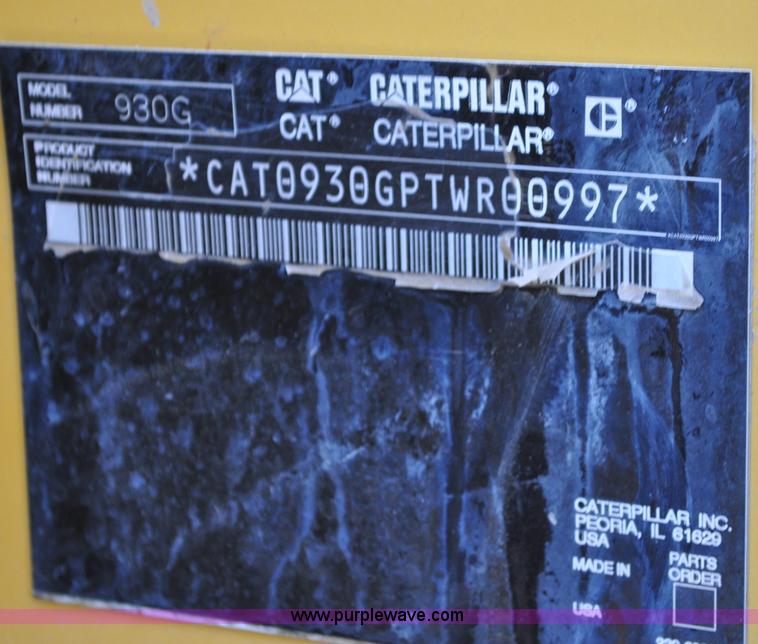 MODEL
NUMBER 930G
CAT® CATERPILLAR®
CAT® CATERPILLAR®
PRODUCT
IDENTIFICATION
NUMBER
*CAT0930GPTWR00997*
CATERPILLAR INC.
PEORIA, IL 61629
USA
MADE IN
USA
PARTS
ORDER
www.purplewave.com